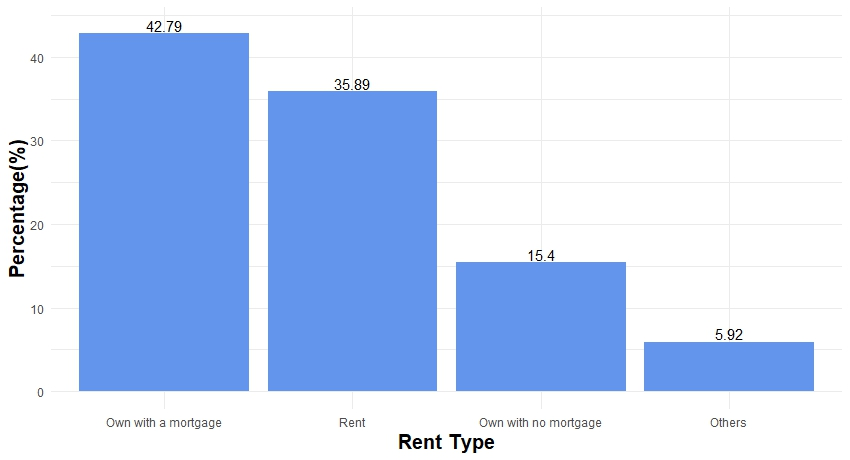 42.79
35.89
15.4
5.92
Percentage(%)
40
30
20
10
0
Own with a mortgage
Rent
Own with no mortgage
Others
Rent Type